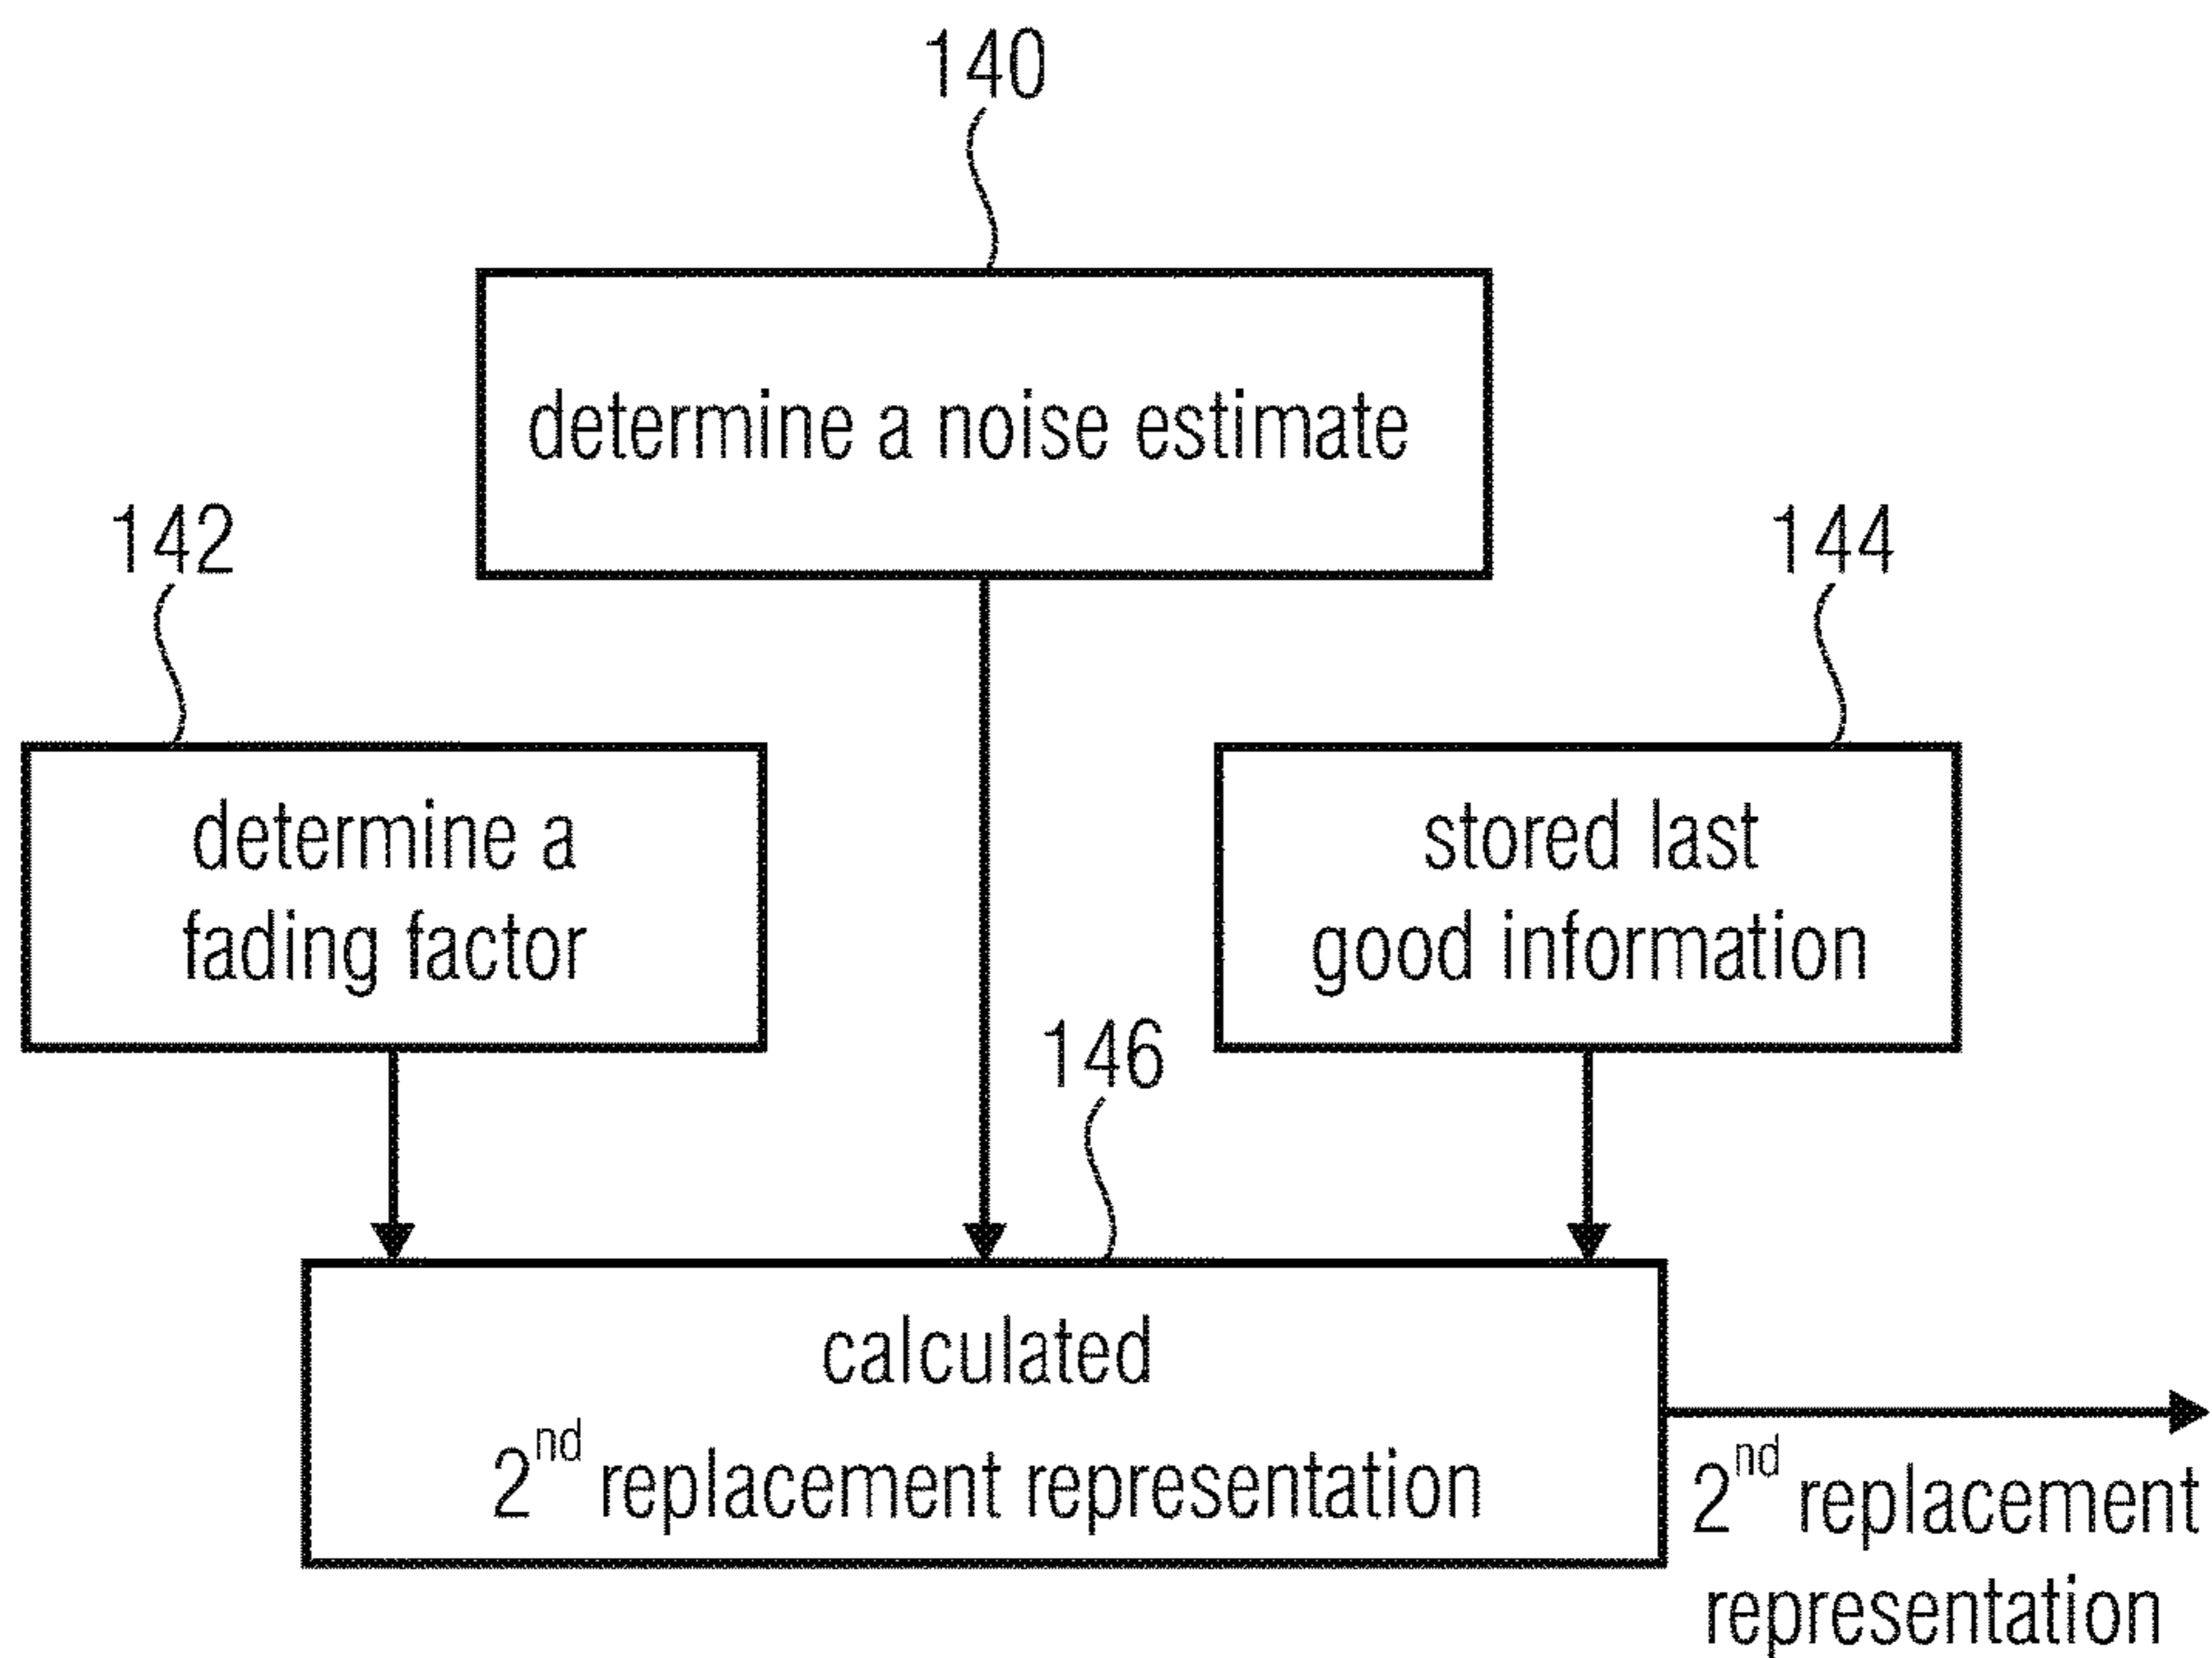 140
determine a noise estimate
142
144
determine a
fading factor
stored last
good information
146
calculated
2nd replacement representation
2nd replacement
representation